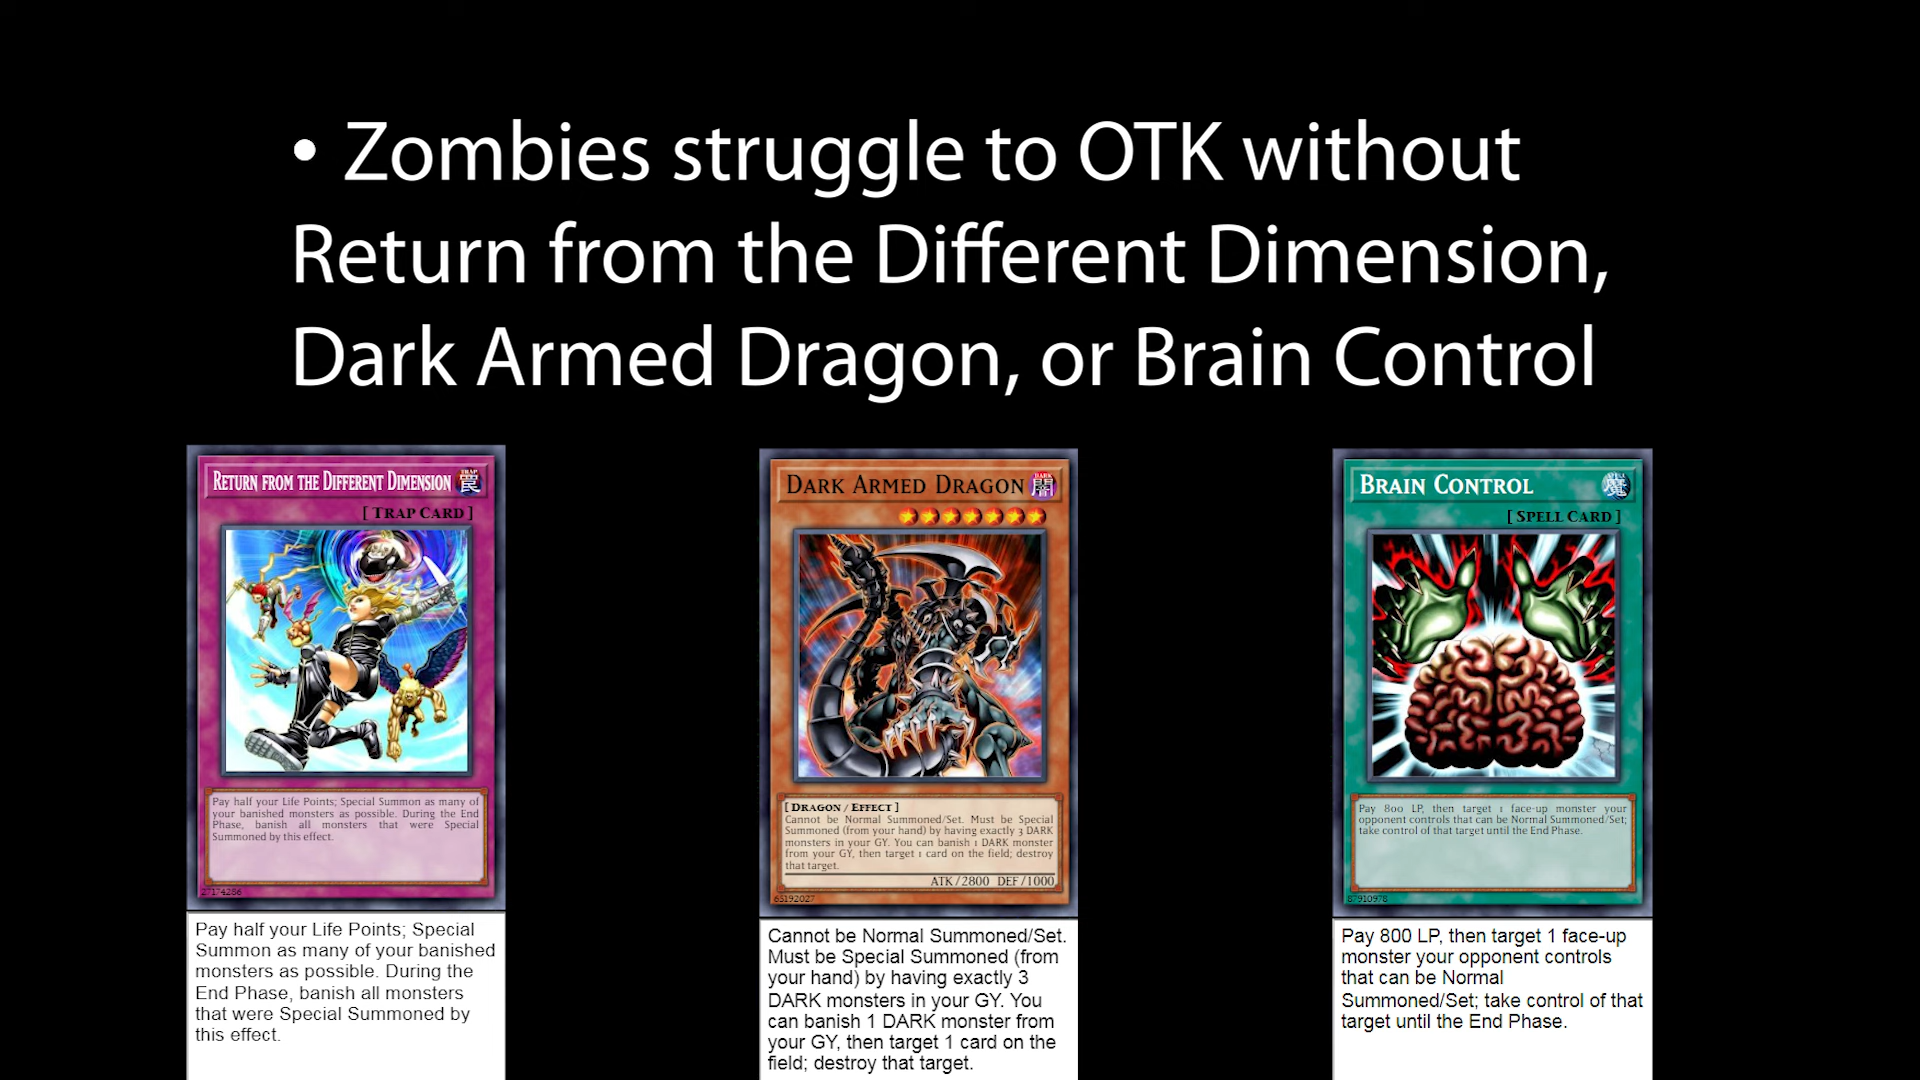 • Zombies struggle to OTK without
Return from the Different Dimension,
Dark Armed Dragon, or Brain Control
Return from the Different Dimension
TRAP
罠
[ Trap Card ]
Pay half your Life Points; Special Summon as many of
your banished monsters as possible. During the End
Phase, banish all monsters that were Special
Summoned by this effect.
27174286
Pay half your Life Points; Special
Summon as many of your banished
monsters as possible. During the
End Phase, banish all monsters
that were Special Summoned by
this effect.
Dark Armed Dragon
DARK
闇
[ Dragon / Effect ]
Cannot be Normal Summoned/Set. Must be Special
Summoned (from your hand) by having exactly 3 DARK
monsters in your GY. You can banish 1 DARK monster
from your GY, then target 1 card on the field; destroy
that target.
ATK/2800 DEF/1000
65192027
Cannot be Normal Summoned/Set.
Must be Special Summoned (from
your hand) by having exactly 3
DARK monsters in your GY. You
can banish 1 DARK monster from
your GY, then target 1 card on the
field; destroy that target.
Brain Control
魔
[ Spell Card ]
Pay 800 LP, then target 1 face-up monster your
opponent controls that can be Normal Summoned/Set;
take control of that target until the End Phase.
87910978
Pay 800 LP, then target 1 face-up
monster your opponent controls
that can be Normal
Summoned/Set; take control of that
target until the End Phase.